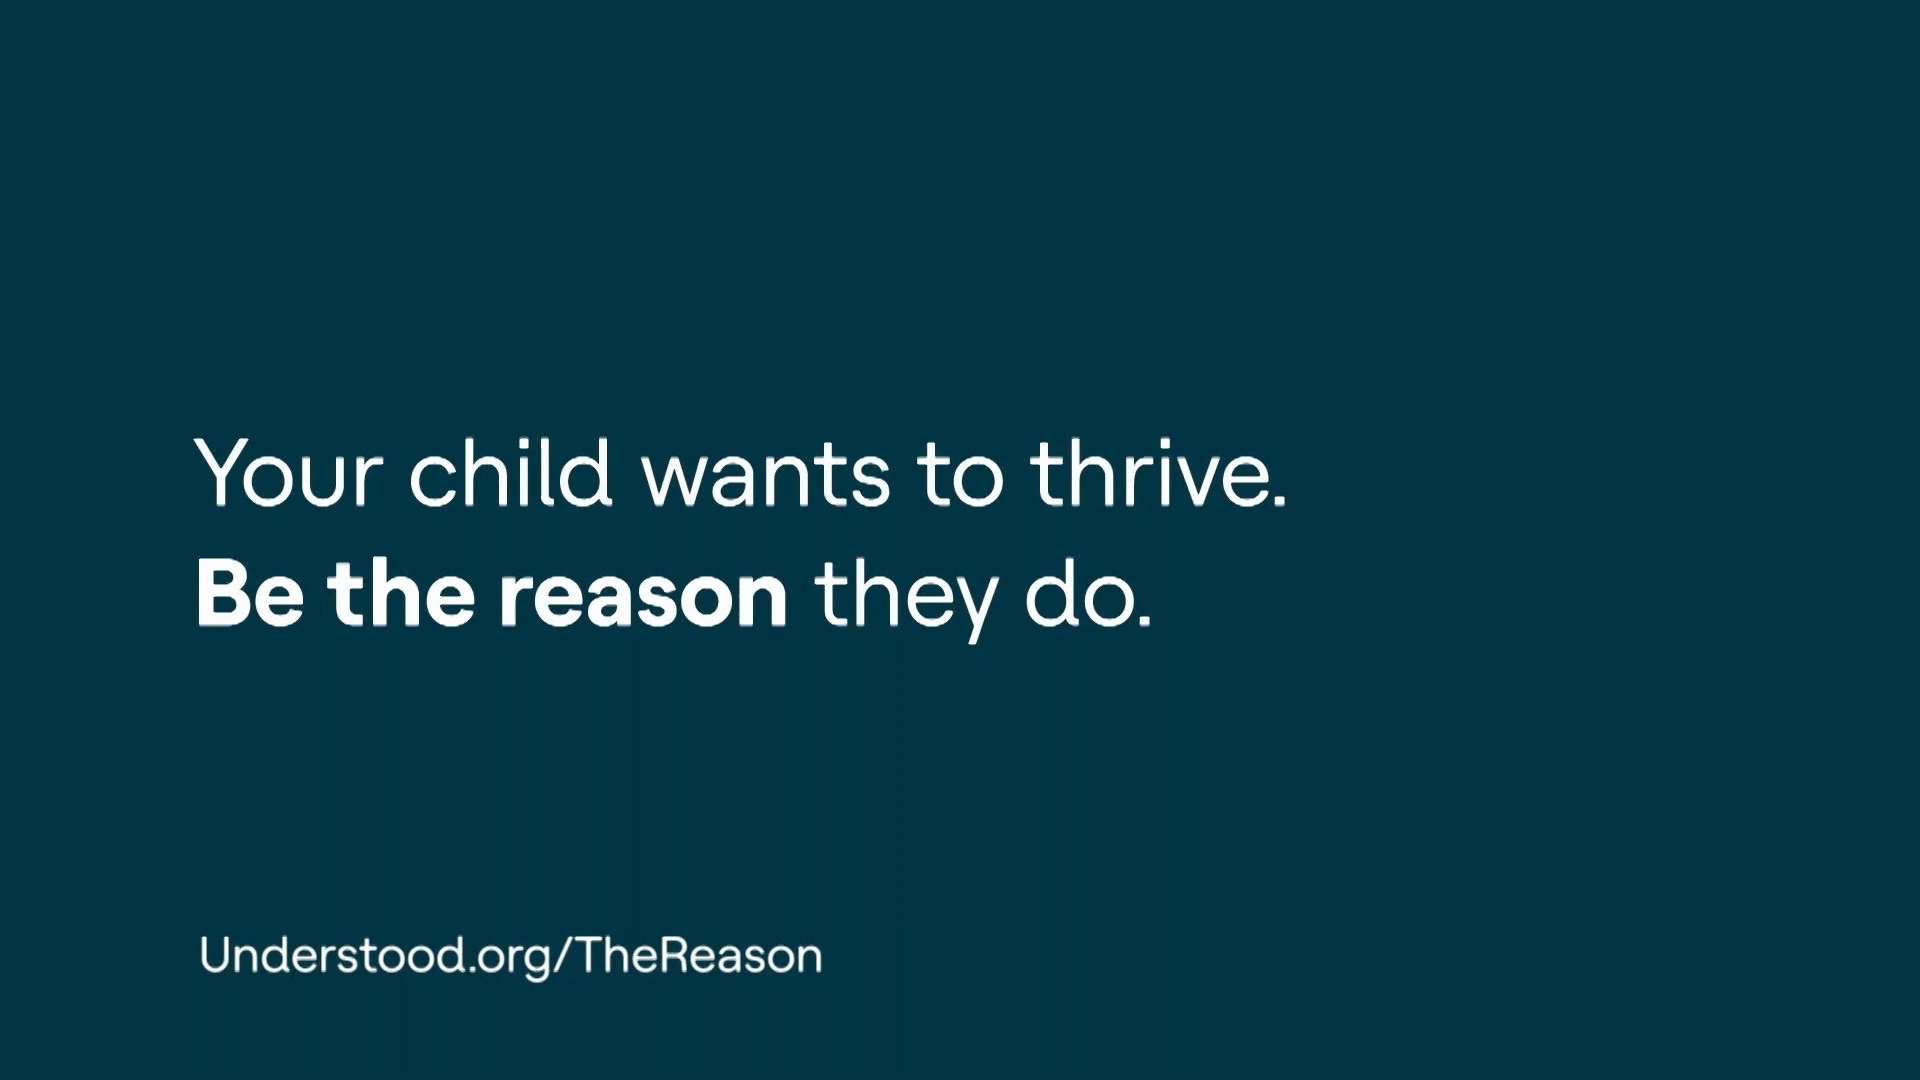 Your child wants to thrive.
Be the reason they do.
Understood.org/TheReason